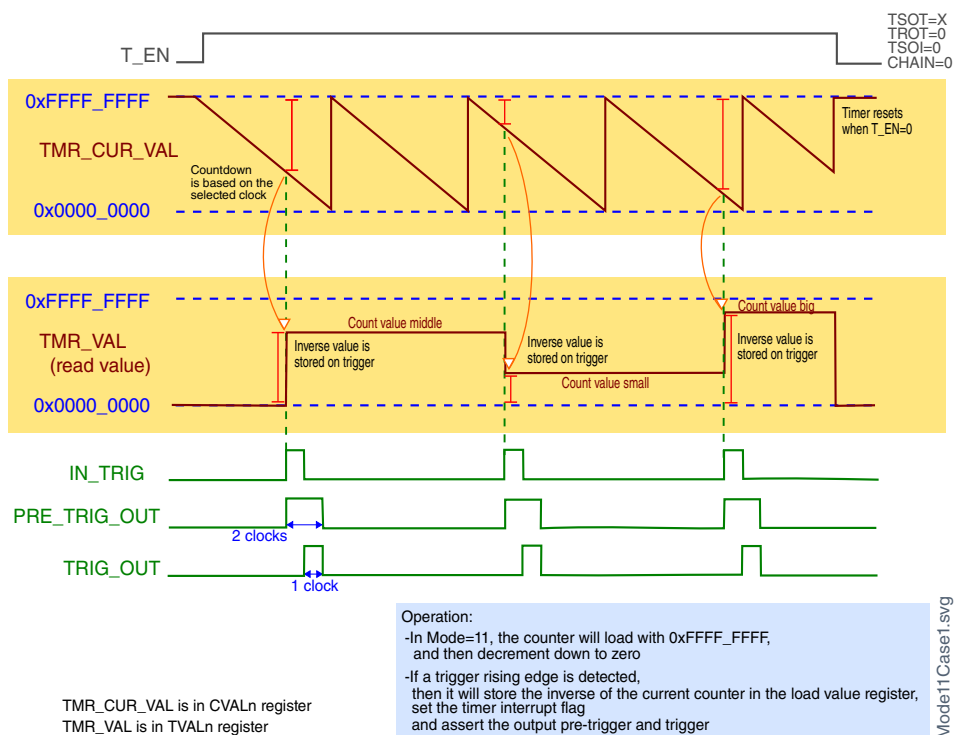 TSOT=X
TROT=0
TSOI=0
CHAIN=0
T_EN
0xFFFF_FFFF
TMR_CUR_VAL
Countdown
is based on the
selected clock
0x0000_0000
Timer resets
when T_EN=0
0xFFFF_FFFF
TMR_VAL
(read value)
0x0000_0000
Count value middle
Inverse value is
stored on trigger
Inverse value is
stored on trigger
Count value small
Count value big
Inverse value is
stored on trigger
IN_TRIG
PRE_TRIG_OUT
2 clocks
TRIG_OUT
1 clock
Operation:
-In Mode=11, the counter will load with 0xFFFF_FFFF,
and then decrement down to zero
-If a trigger rising edge is detected,
then it will store the inverse of the current counter in the load value register,
set the timer interrupt flag
and assert the output pre-trigger and trigger
TMR_CUR_VAL is in CVALn register
TMR_VAL is in TVALn register
Mode11Case1.svg